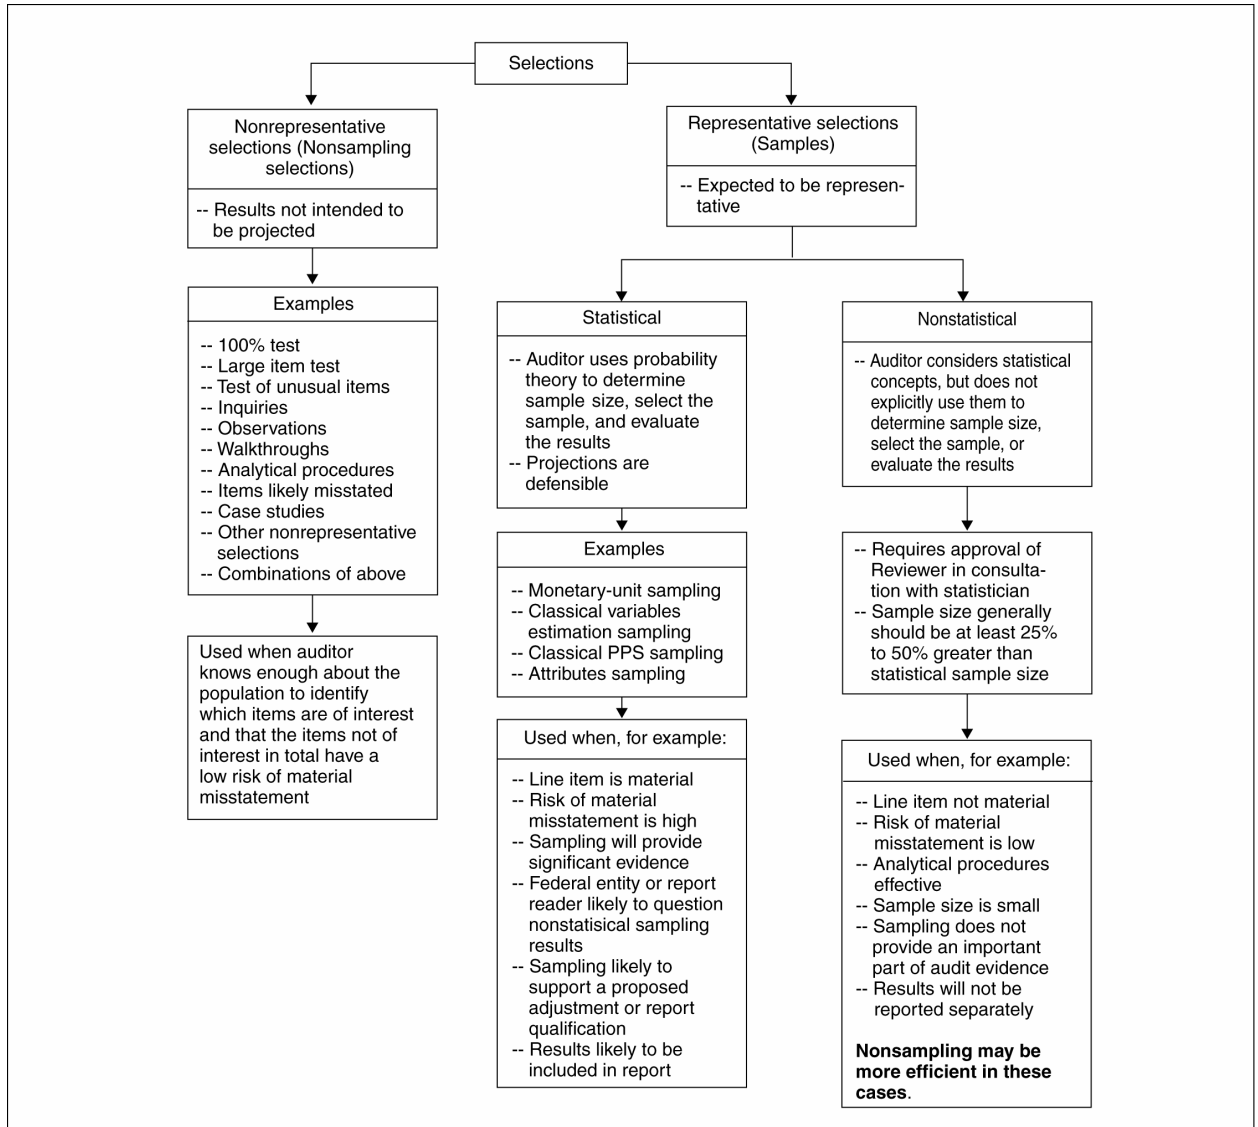 Selections
Nonrepresentative
selections (Nonsampling
selections)
-- Results not intended to
be projected
Examples
-- 100% test
-- Large item test
-- Test of unusual items
-- Inquiries
-- Observations
-- Walkthroughs
-- Analytical procedures
-- Items likely misstated
-- Case studies
-- Other nonrepresentative
selections
-- Combinations of above
Used when auditor
knows enough about the
population to identify
which items are of interest
and that the items not of
interest in total have a
low risk of material
misstatement
Representative selections
(Samples)
-- Expected to be represen-
tative
Statistical
-- Auditor uses probability
theory to determine
sample size, select the
sample, and evaluate
the results
-- Projections are
defensible
Examples
-- Monetary-unit sampling
-- Classical variables
estimation sampling
-- Classical PPS sampling
-- Attributes sampling
Used when, for example:
-- Line item is material
-- Risk of material
misstatement is high
-- Sampling will provide
significant evidence
-- Federal entity or report
reader likely to question
nonstatisical sampling
results
-- Sampling likely to
support a proposed
adjustment or report
qualification
-- Results likely to be
included in report
Nonstatistical
-- Auditor considers statistical
concepts, but does not
explicitly use them to
determine sample size,
select the sample, or
evaluate the results
-- Requires approval of
Reviewer in consulta-
tion with statistician
-- Sample size generally
should be at least 25%
to 50% greater than
statistical sample size
Used when, for example:
-- Line item not material
-- Risk of material
misstatement is low
-- Analytical procedures
effective
-- Sample size is small
-- Sampling does not
provide an important
part of audit evidence
-- Results will not be
reported separately
Nonsampling may be
more efficient in these
cases.